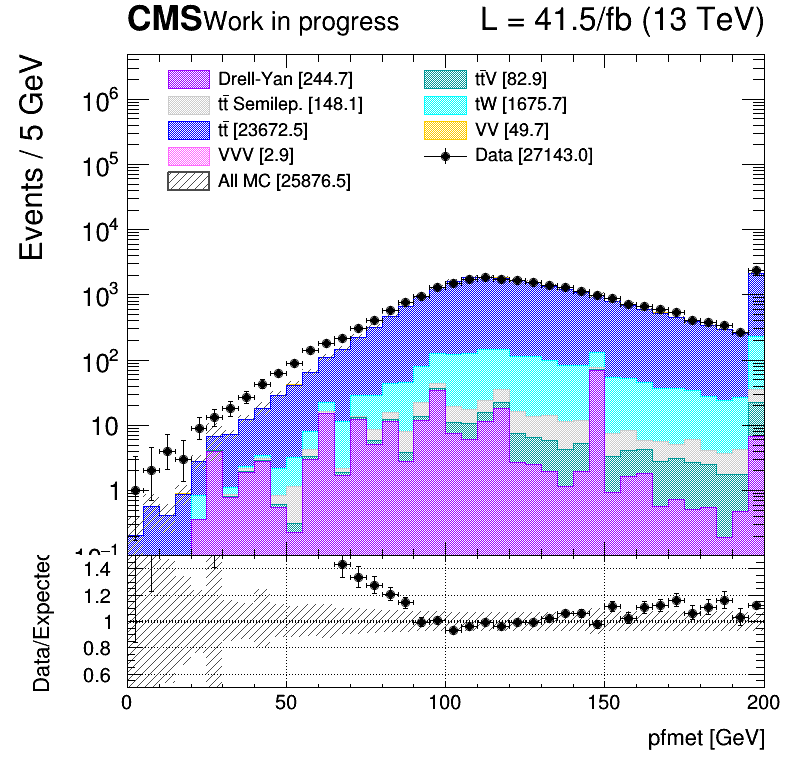 CMS Work in progress L = 41.5/fb (13 TeV)
Events / 5 GeV
Drell-Yan [244.7]
tt̄ Semilep. [148.1]
tt̄ [23672.5]
VVV [2.9]
All MC [25876.5]
tt̄V [82.9]
tW [1675.7]
VV [49.7]
Data [27143.0]
10⁶
10⁵
10⁴
10³
10²
10
1
10⁻¹
Data/Expected
1.4
1.2
1
0.8
0.6
0 50 100 150 200
pfmet [GeV]